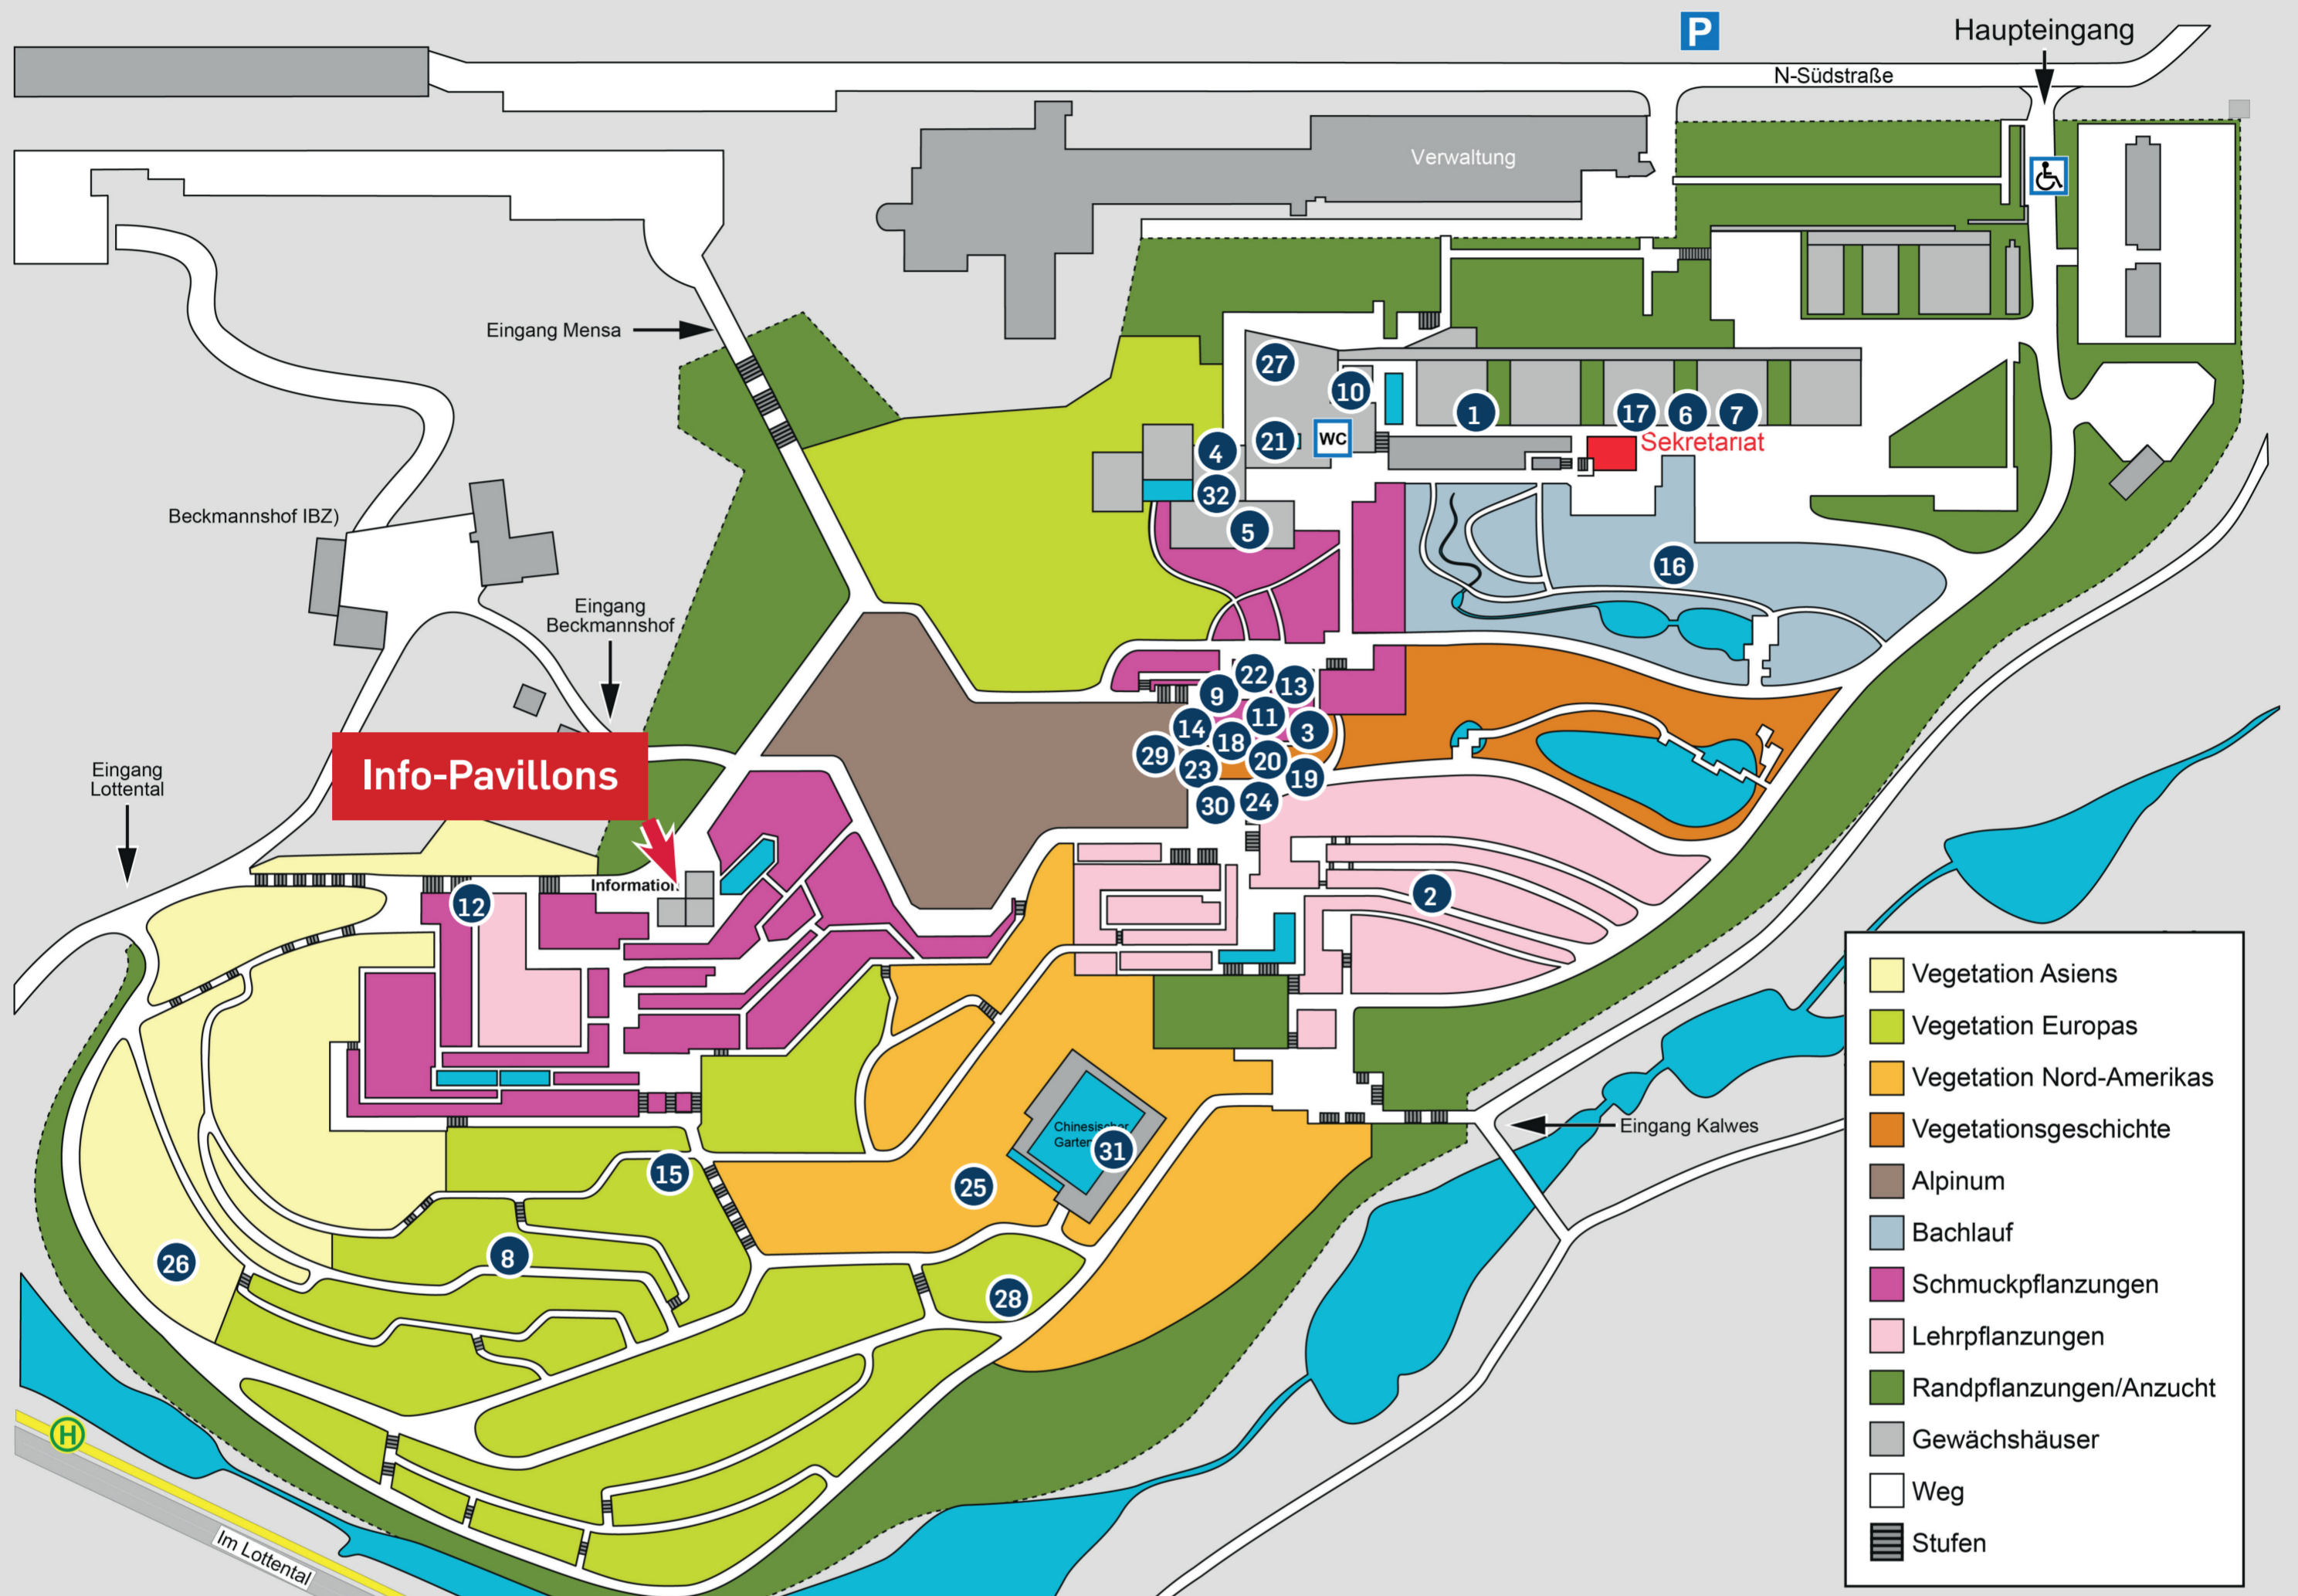 P
Haupteingang
N-Südstraße
Verwaltung
Eingang Mensa
27
10
1
17
6
7
21
WC
Sekretariat
4
32
5
16
Beckmannshof IBZ)
Eingang
Beckmannshof
22
13
9
11
14
3
18
29
20
23
19
30
24
Info-Pavillons
Eingang
Lottental
Information
12
2
Chinesischer
Garten
31
Eingang Kalwes
15
25
8
26
28
H
Im Lottental
Vegetation Asiens
Vegetation Europas
Vegetation Nord-Amerikas
Vegetationsgeschichte
Alpinum
Bachlauf
Schmuckpflanzungen
Lehrpflanzungen
Randpflanzungen/Anzucht
Gewächshäuser
Weg
Stufen